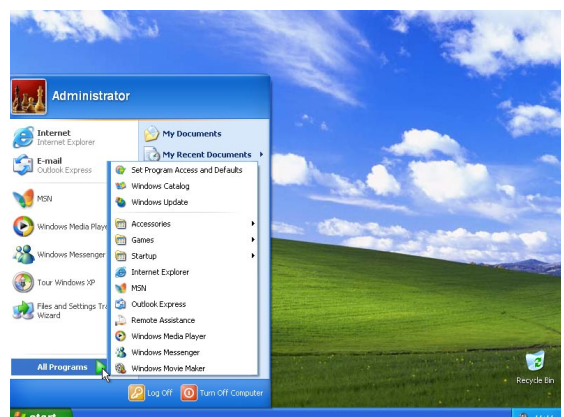 Administrator
Internet
Internet Explorer
E-mail
Outlook Express
MSN
Windows Media Playe
Windows Messenger
Tour Windows XP
Files and Settings Tra
Wizard
All Programs
My Documents
My Recent Documents
Set Program Access and Defaults
Windows Catalog
Windows Update
Accessories
Games
Startup
Internet Explorer
MSN
Outlook Express
Remote Assistance
Windows Media Player
Windows Messenger
Windows Movie Maker
Log Off
Turn Off Computer
Recycle Bin
start